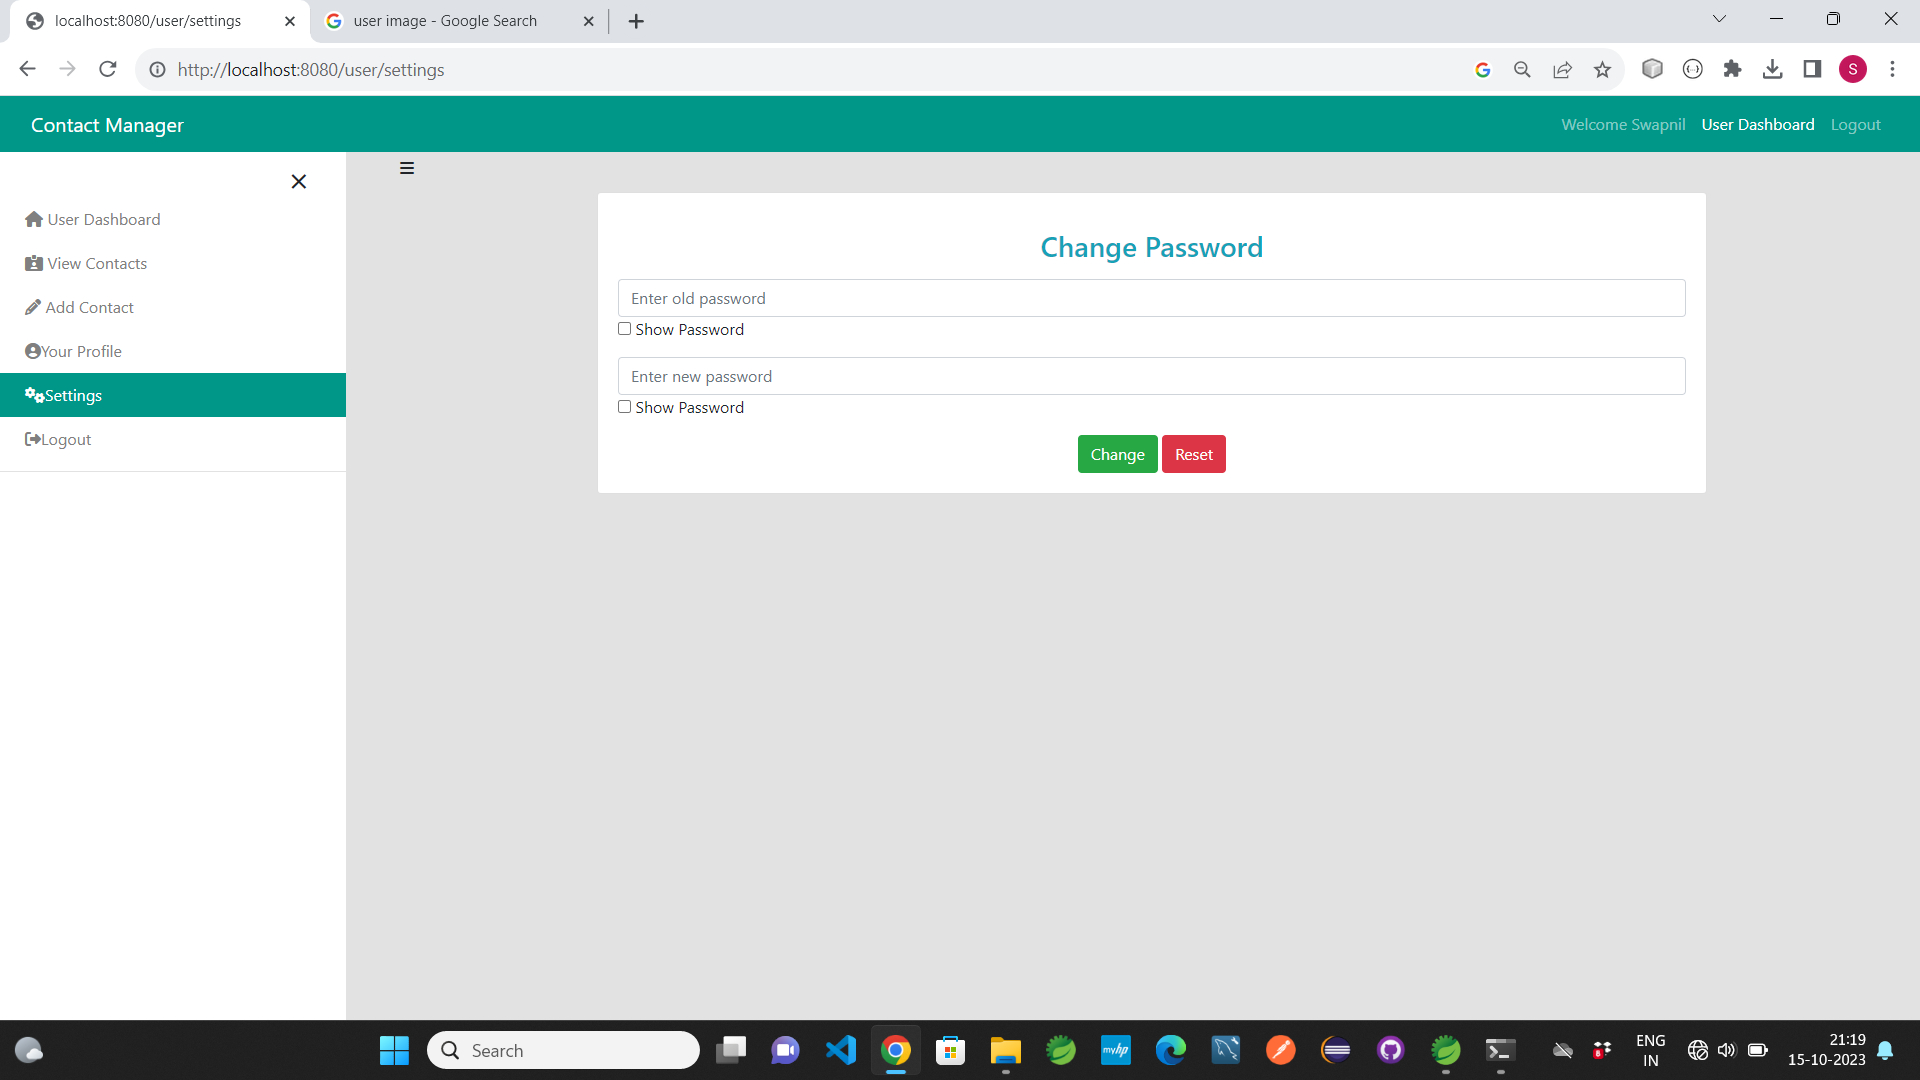 localhost:8080/user/settings
user image - Google Search
http://localhost:8080/user/settings
S
Contact Manager
Welcome Swapnil
User Dashboard
Logout
User Dashboard
View Contacts
Add Contact
Your Profile
Settings
Logout
Change Password
Enter old password
Show Password
Enter new password
Show Password
Change
Reset
Search
myhp
8
ENG
IN
21:19
15-10-2023